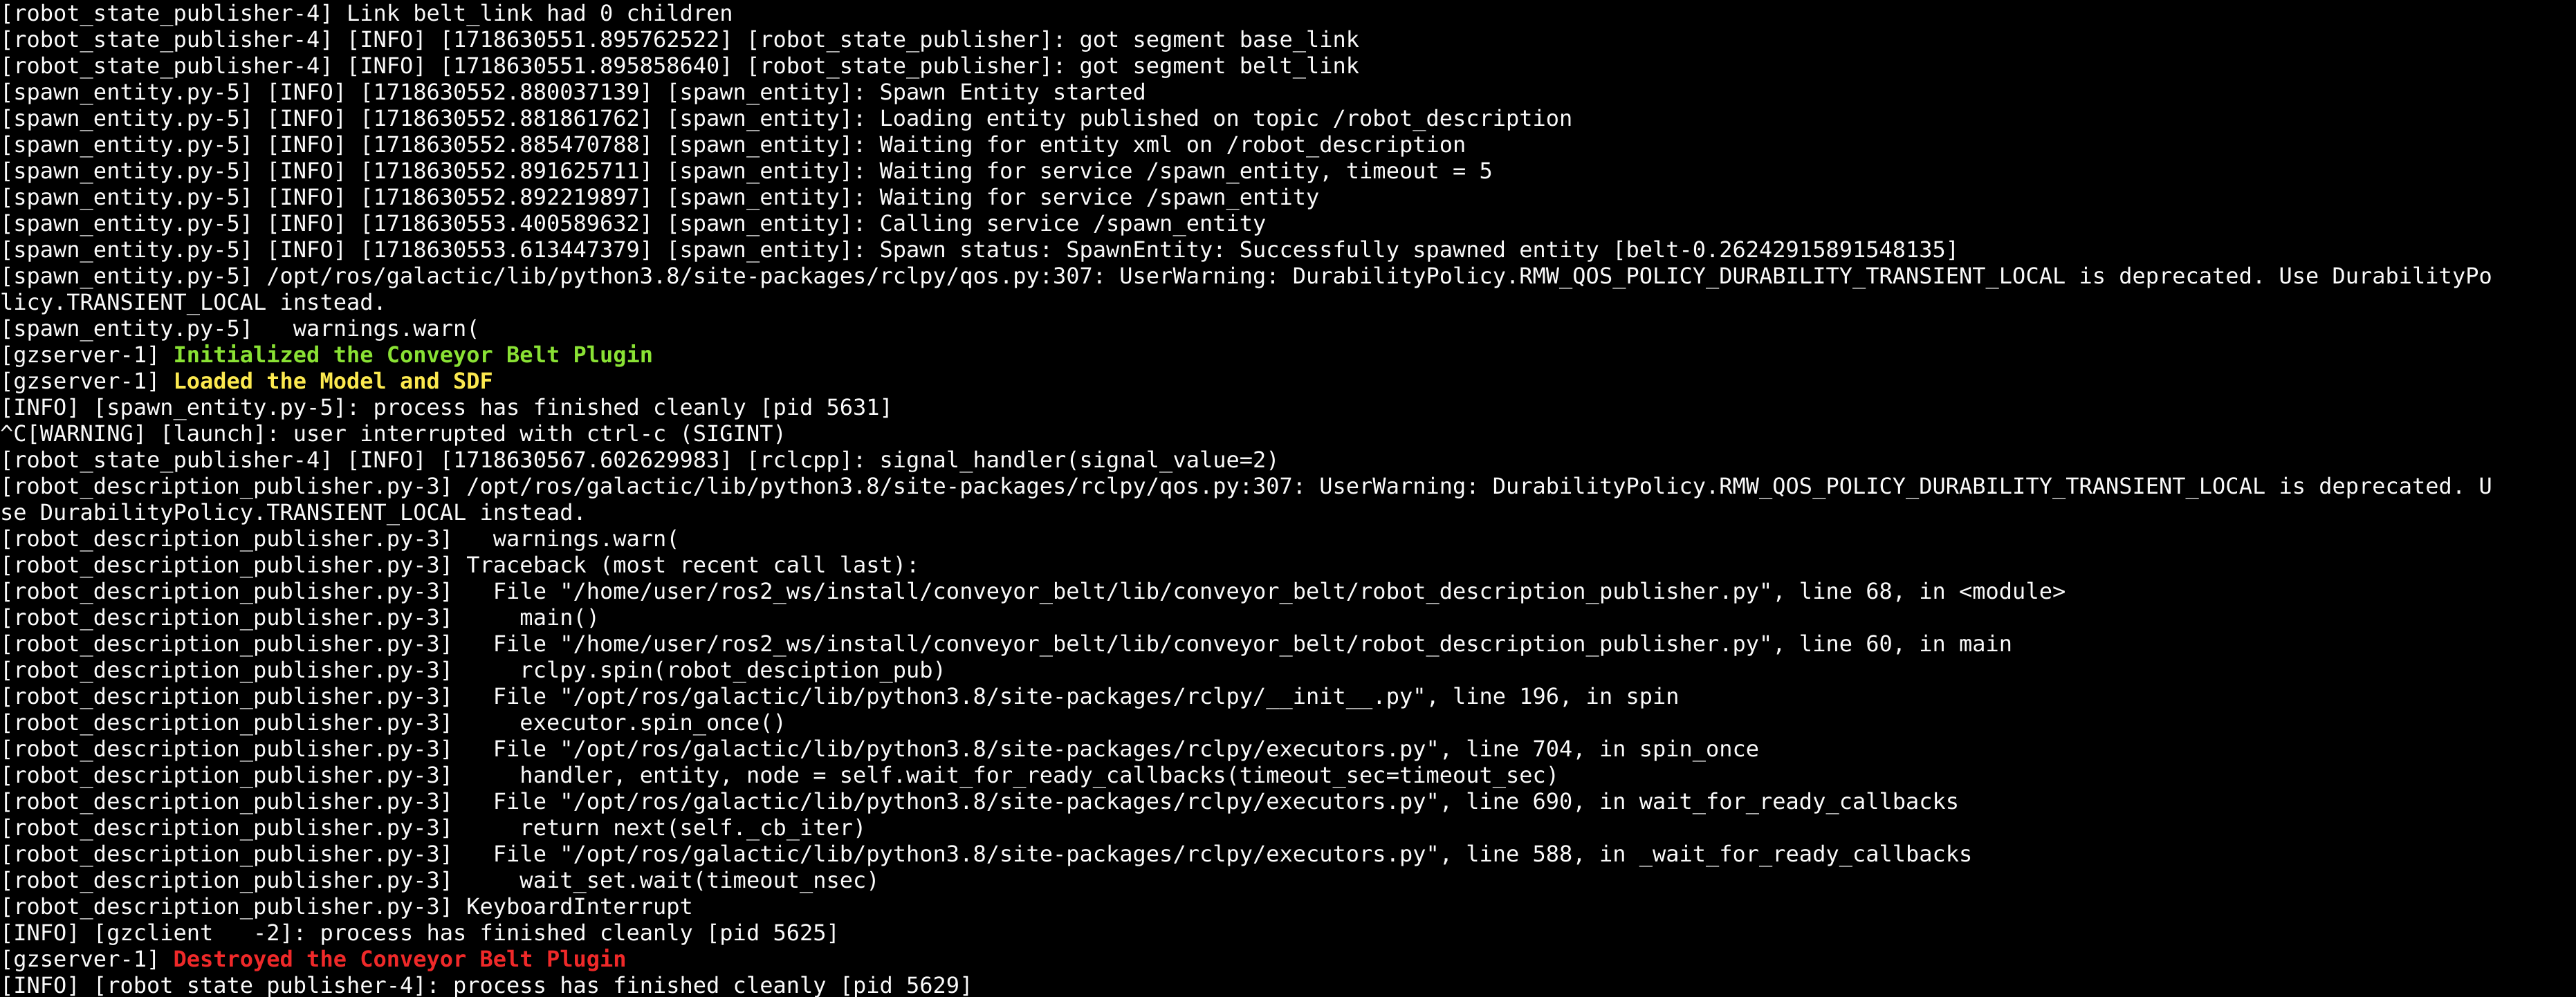 [robot_state_publisher-4] Link belt_link had 0 children
[robot_state_publisher-4] [INFO] [1718630551.895762522] [robot_state_publisher]: got segment base_link
[robot_state_publisher-4] [INFO] [1718630551.895858640] [robot_state_publisher]: got segment belt_link
[spawn_entity.py-5] [INFO] [1718630552.880037139] [spawn_entity]: Spawn Entity started
[spawn_entity.py-5] [INFO] [1718630552.881861762] [spawn_entity]: Loading entity published on topic /robot_description
[spawn_entity.py-5] [INFO] [1718630552.885470788] [spawn_entity]: Waiting for entity xml on /robot_description
[spawn_entity.py-5] [INFO] [1718630552.891625711] [spawn_entity]: Waiting for service /spawn_entity, timeout = 5
[spawn_entity.py-5] [INFO] [1718630552.892219897] [spawn_entity]: Waiting for service /spawn_entity
[spawn_entity.py-5] [INFO] [1718630553.400589632] [spawn_entity]: Calling service /spawn_entity
[spawn_entity.py-5] [INFO] [1718630553.613447379] [spawn_entity]: Spawn status: SpawnEntity: Successfully spawned entity [belt-0.26242915891548135]
[spawn_entity.py-5] /opt/ros/galactic/lib/python3.8/site-packages/rclpy/qos.py:307: UserWarning: DurabilityPolicy.RMW_QOS_POLICY_DURABILITY_TRANSIENT_LOCAL is deprecated. Use DurabilityPo
licy.TRANSIENT_LOCAL instead.
[spawn_entity.py-5]   warnings.warn(
[gzserver-1] Initialized the Conveyor Belt Plugin
[gzserver-1] Loaded the Model and SDF
[INFO] [spawn_entity.py-5]: process has finished cleanly [pid 5631]
^C[WARNING] [launch]: user interrupted with ctrl-c (SIGINT)
[robot_state_publisher-4] [INFO] [1718630567.602629983] [rclcpp]: signal_handler(signal_value=2)
[robot_description_publisher.py-3] /opt/ros/galactic/lib/python3.8/site-packages/rclpy/qos.py:307: UserWarning: DurabilityPolicy.RMW_QOS_POLICY_DURABILITY_TRANSIENT_LOCAL is deprecated. U
se DurabilityPolicy.TRANSIENT_LOCAL instead.
[robot_description_publisher.py-3]   warnings.warn(
[robot_description_publisher.py-3] Traceback (most recent call last):
[robot_description_publisher.py-3]   File "/home/user/ros2_ws/install/conveyor_belt/lib/conveyor_belt/robot_description_publisher.py", line 68, in <module>
[robot_description_publisher.py-3]     main()
[robot_description_publisher.py-3]   File "/home/user/ros2_ws/install/conveyor_belt/lib/conveyor_belt/robot_description_publisher.py", line 60, in main
[robot_description_publisher.py-3]     rclpy.spin(robot_desciption_pub)
[robot_description_publisher.py-3]   File "/opt/ros/galactic/lib/python3.8/site-packages/rclpy/__init__.py", line 196, in spin
[robot_description_publisher.py-3]     executor.spin_once()
[robot_description_publisher.py-3]   File "/opt/ros/galactic/lib/python3.8/site-packages/rclpy/executors.py", line 704, in spin_once
[robot_description_publisher.py-3]     handler, entity, node = self.wait_for_ready_callbacks(timeout_sec=timeout_sec)
[robot_description_publisher.py-3]   File "/opt/ros/galactic/lib/python3.8/site-packages/rclpy/executors.py", line 690, in wait_for_ready_callbacks
[robot_description_publisher.py-3]     return next(self._cb_iter)
[robot_description_publisher.py-3]   File "/opt/ros/galactic/lib/python3.8/site-packages/rclpy/executors.py", line 588, in _wait_for_ready_callbacks
[robot_description_publisher.py-3]     wait_set.wait(timeout_nsec)
[robot_description_publisher.py-3] KeyboardInterrupt
[INFO] [gzclient   -2]: process has finished cleanly [pid 5625]
[gzserver-1] Destroyed the Conveyor Belt Plugin
[INFO] [robot_state_publisher-4]: process has finished cleanly [pid 5629]